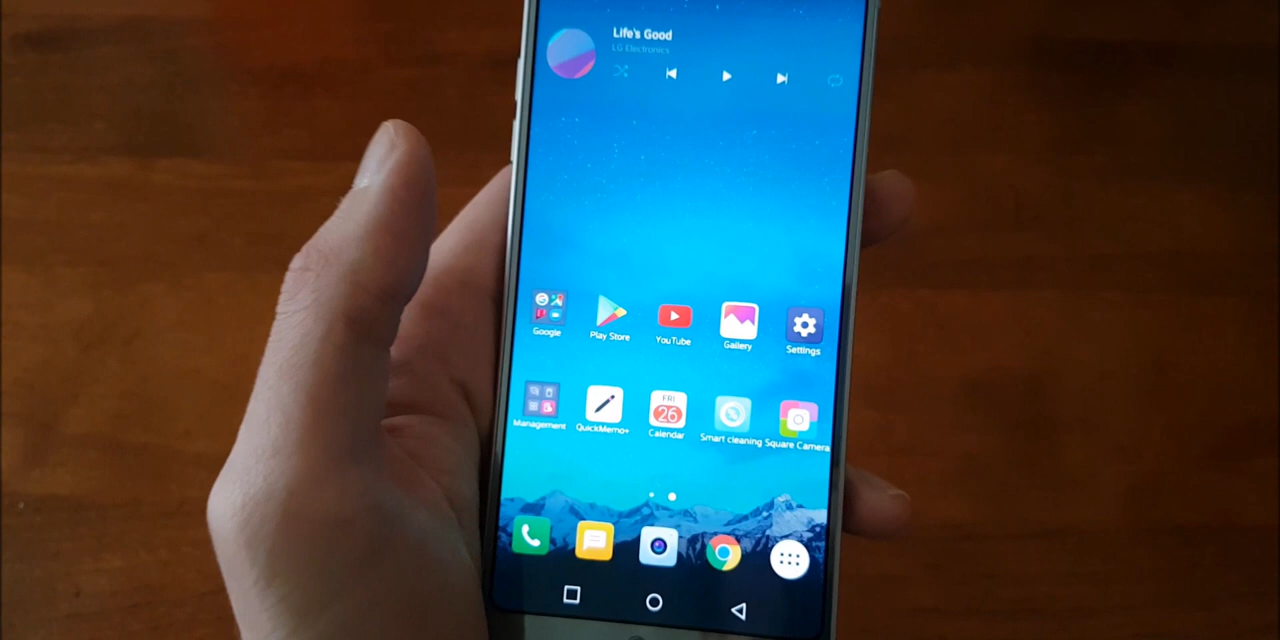 Life's Good
LG Electronics
Google
Play Store
YouTube
Gallery
Settings
Management
QuickMemo+
FRI
26
Calendar
Smart cleaning
Square Camera